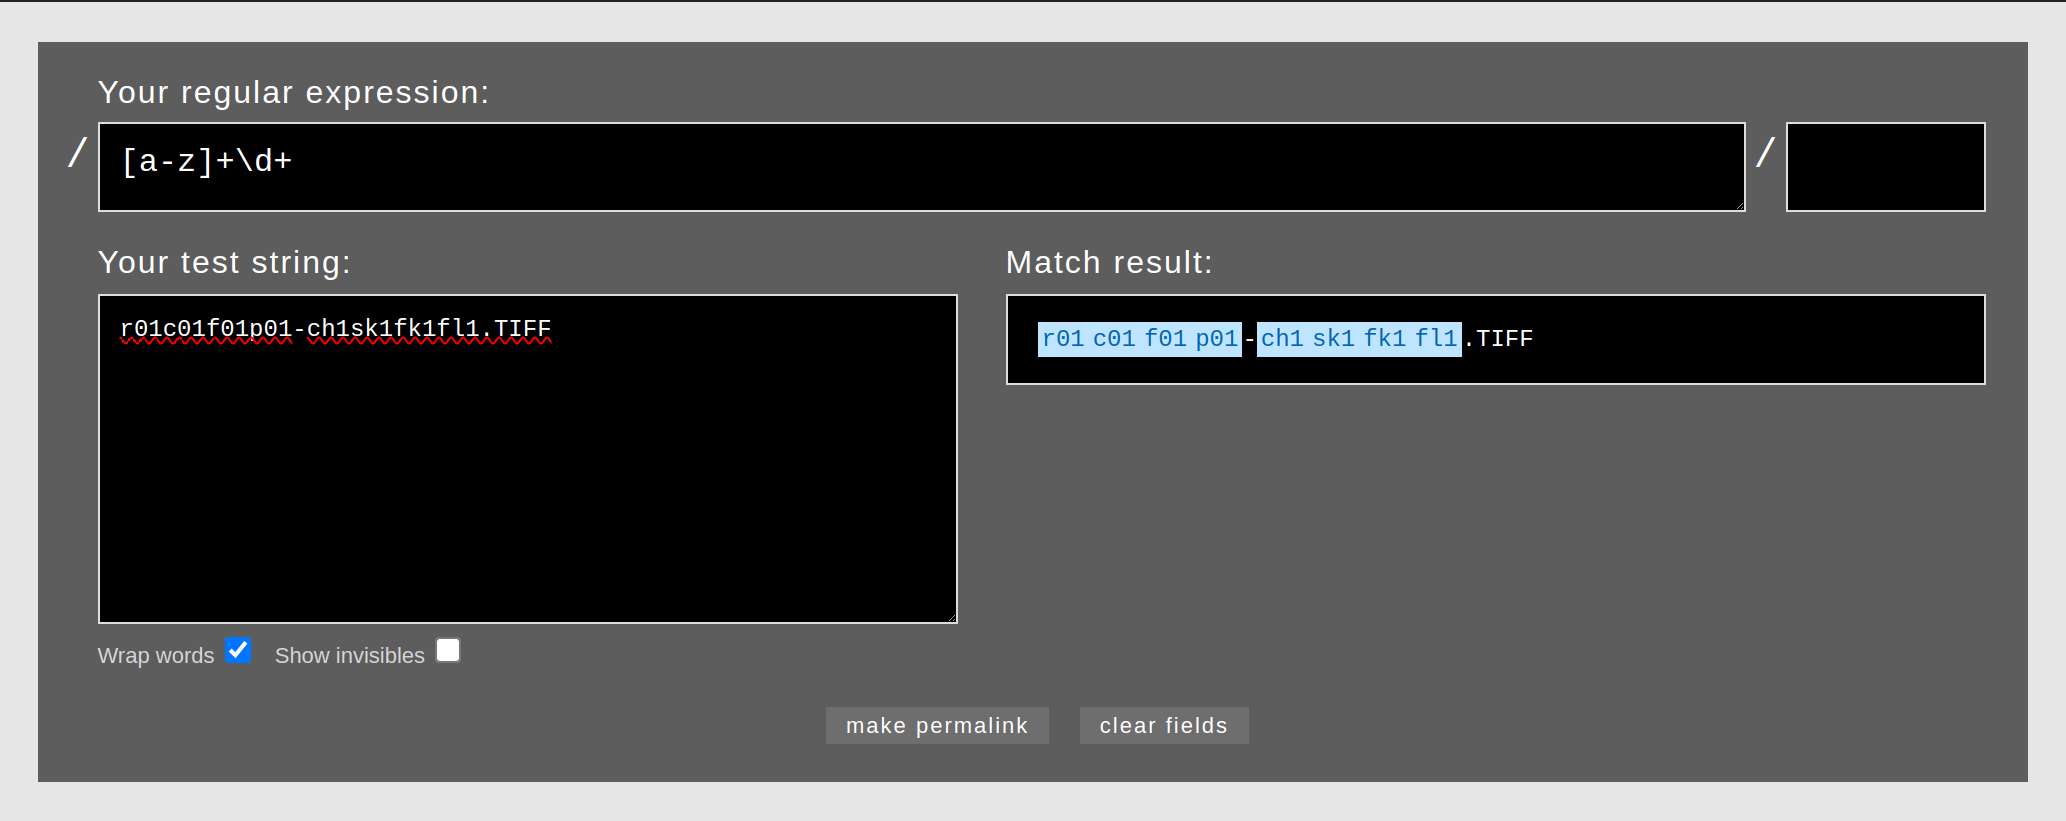 Your regular expression:
/ [a-z]+\d+ /
Your test string:
r01c01f01p01-ch1sk1fk1fl1.TIFF
Match result:
r01 c01 f01 p01-ch1 sk1 fk1 fl1.TIFF
Wrap words Show invisibles
make permalink clear fields